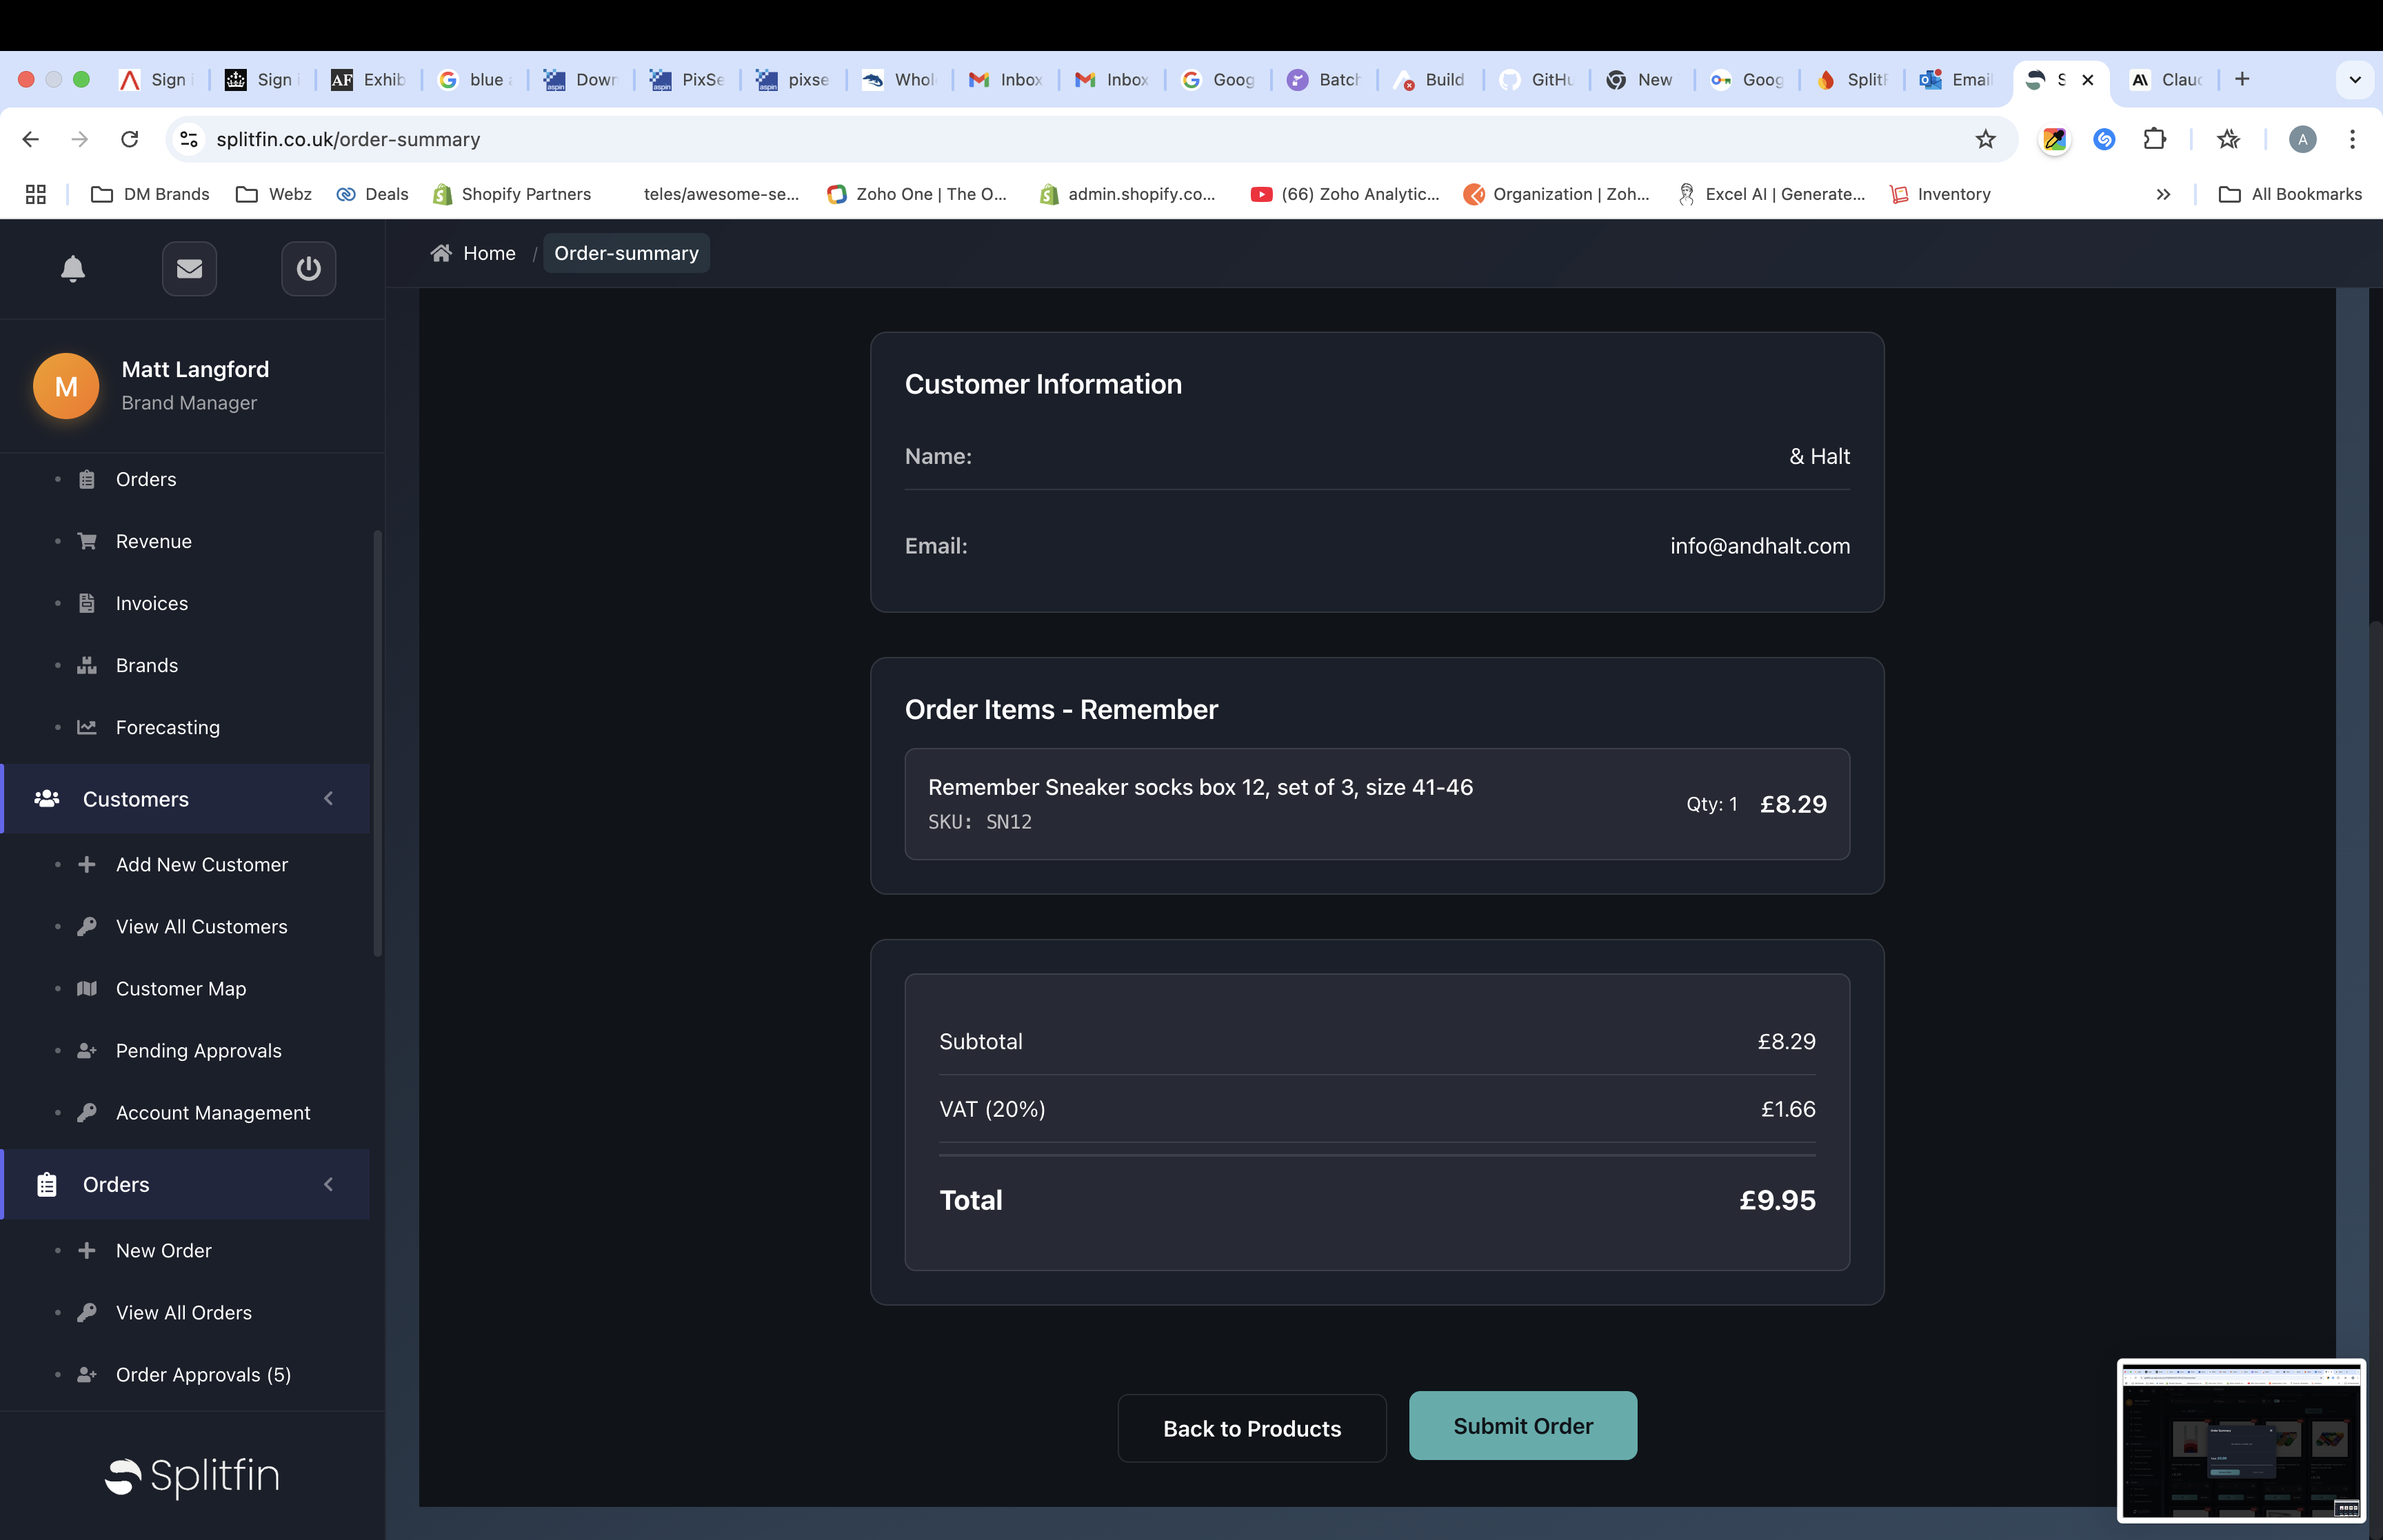 Sign
Sign
AF Exhib
blue
Down
PixSe
pixse
Whol
Inbox
Inbox
Goog
Batch
Build
GitHu
New
Goog
SplitF
Email
S
Claud
splitfin.co.uk/order-summary
A
DM Brands
Webz
Deals
Shopify Partners
teles/awesome-se...
Zoho One | The O...
admin.shopify.co...
(66) Zoho Analytic...
Organization | Zoh...
Excel AI | Generate...
Inventory
All Bookmarks
Home / Order-summary
M
Matt Langford
Brand Manager
Orders
Revenue
Invoices
Brands
Forecasting
Customers
Add New Customer
View All Customers
Customer Map
Pending Approvals
Account Management
Orders
New Order
View All Orders
Order Approvals (5)
Splitfin
Customer Information
Name: & Halt
Email: info@andhalt.com
Order Items - Remember
Remember Sneaker socks box 12, set of 3, size 41-46
SKU: SN12
Qty: 1 £8.29
Subtotal £8.29
VAT (20%) £1.66
Total £9.95
Back to Products
Submit Order